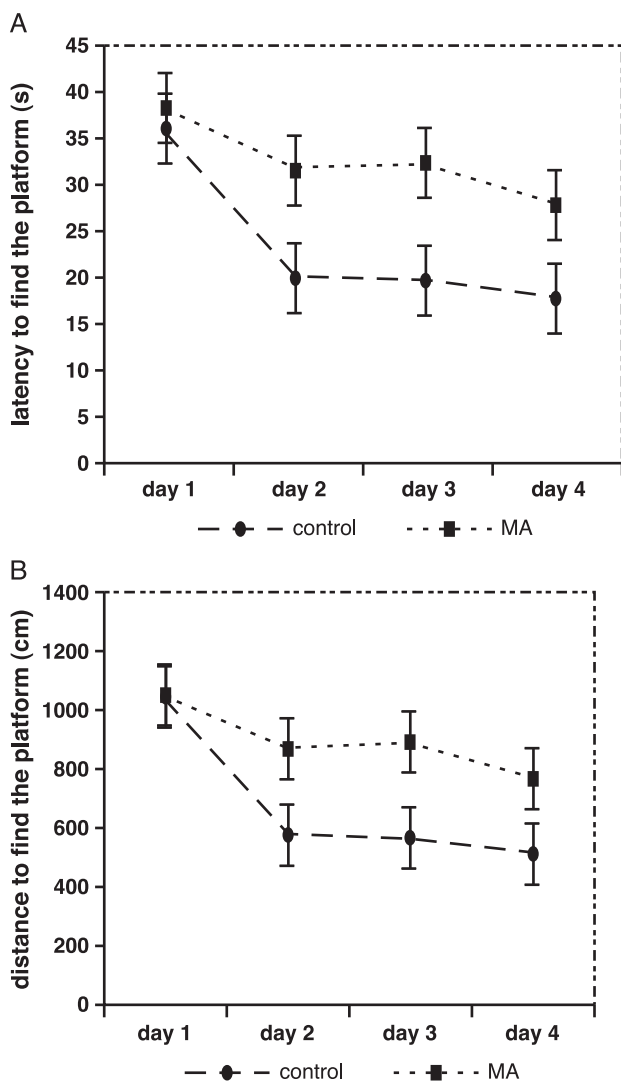 A
latency to find the platform (s)
45
40
35
30
25
20
15
10
5
0
day 1 day 2 day 3 day 4
control MA
B
distance to find the platform (cm)
1400
1200
1000
800
600
400
200
0
day 1 day 2 day 3 day 4
control MA